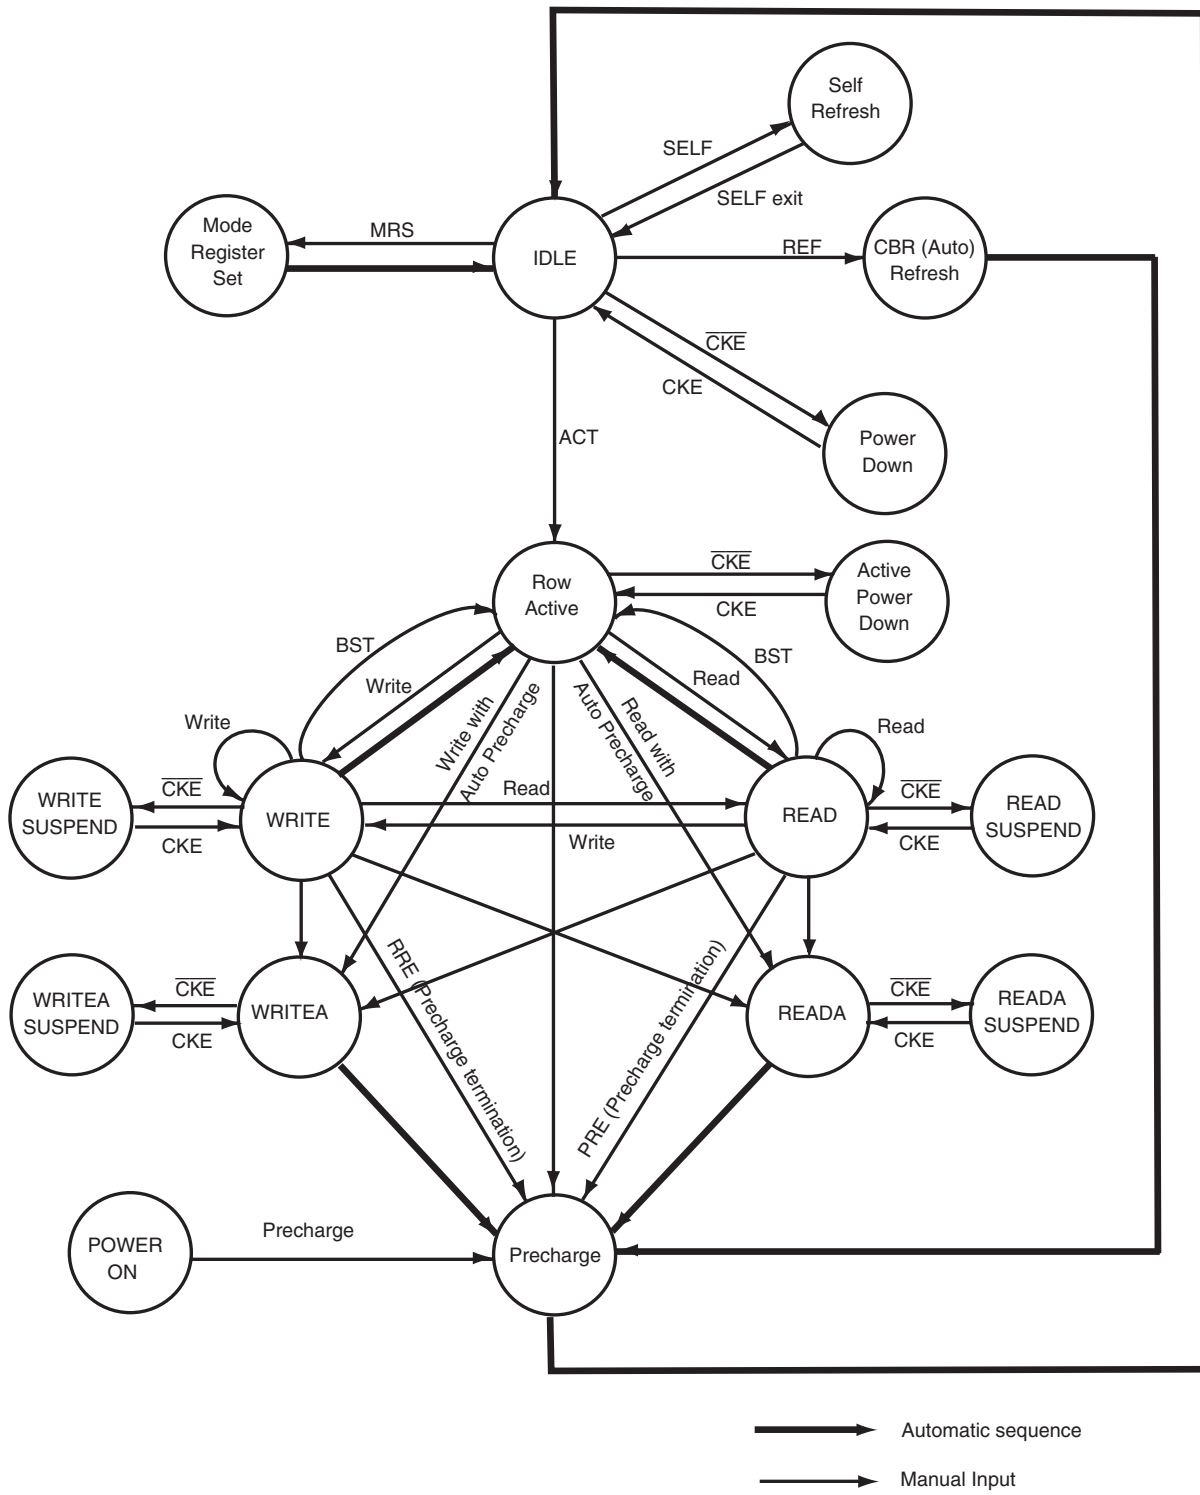 Self
Refresh
SELF
SELF exit
Mode
Register
Set
MRS
IDLE
REF
CBR (Auto)
Refresh
CKE
CKE
Power
Down
ACT
Row
Active
CKE
CKE
Active
Power
Down
BST
BST
Write
Read
Write with
Auto Precharge
Read with
Auto Precharge
Write
Read
WRITE
SUSPEND
CKE
CKE
WRITE
Read
Write
READ
CKE
CKE
READ
SUSPEND
RRE (Precharge termination)
PRE (Precharge termination)
WRITEA
SUSPEND
CKE
CKE
WRITEA
READA
CKE
CKE
READA
SUSPEND
POWER
ON
Precharge
Precharge
Automatic sequence
Manual Input